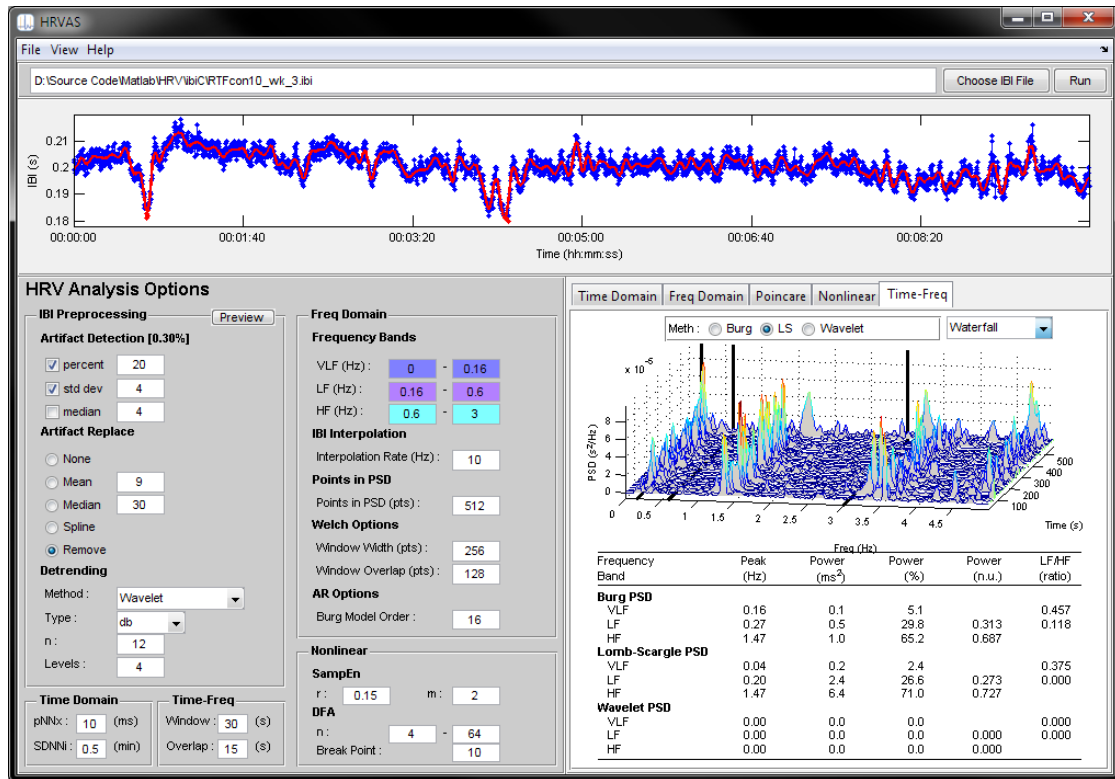 HRVAS
File View Help
D:\Source Code\Matlab\HRV\ibiC\RTFcon10_wk_3.ibi Choose IBI File Run
IBI (s)
0.21
0.2
0.19
0.18
00:00:00 00:01:40 00:03:20 00:05:00 00:06:40 00:08:20
Time (hh:mm:ss)
HRV Analysis Options
IBI Preprocessing Preview
Artifact Detection [0.30%]
percent 20
std dev 4
median 4
Artifact Replace
None
Mean 9
Median 30
Spline
Remove
Detrending
Method : Wavelet
Type : db
n : 12
Levels : 4
Time Domain
pNNx : 10 (ms)
SDNNi : 0.5 (min)
Time-Freq
Window : 30 (s)
Overlap : 15 (s)
Freq Domain
Frequency Bands
VLF (Hz) : 0 - 0.16
LF (Hz) : 0.16 - 0.6
HF (Hz) : 0.6 - 3
IBI Interpolation
Interpolation Rate (Hz) : 10
Points in PSD
Points in PSD (pts) : 512
Welch Options
Window Width (pts) : 256
Window Overlap (pts) : 128
AR Options
Burg Model Order : 16
Nonlinear
SampEn
r : 0.15 m : 2
DFA
n : 4 - 64
Break Point : 10
Time Domain Freq Domain Poincare Nonlinear Time-Freq
Meth : Burg LS Wavelet Waterfall
x 10^-5
PSD (s²/Hz)
8
6
4
2
0
0 0.5 1 1.5 2 2.5 3 3.5 4 4.5
Freq (Hz)
100 200 300 400 500
Time (s)
Frequency Peak Power Power Power LF/HF
Band (Hz) (ms²) (%) (n.u.) (ratio)
Burg PSD
VLF 0.16 0.1 5.1 0.457
LF 0.27 0.5 29.8 0.313 0.118
HF 1.47 1.0 65.2 0.687
Lomb-Scargle PSD
VLF 0.04 0.2 2.4 0.375
LF 0.20 2.4 26.6 0.273 0.000
HF 1.47 6.4 71.0 0.727
Wavelet PSD
VLF 0.00 0.0 0.0 0.000
LF 0.00 0.0 0.0 0.000 0.000
HF 0.00 0.0 0.0 0.000